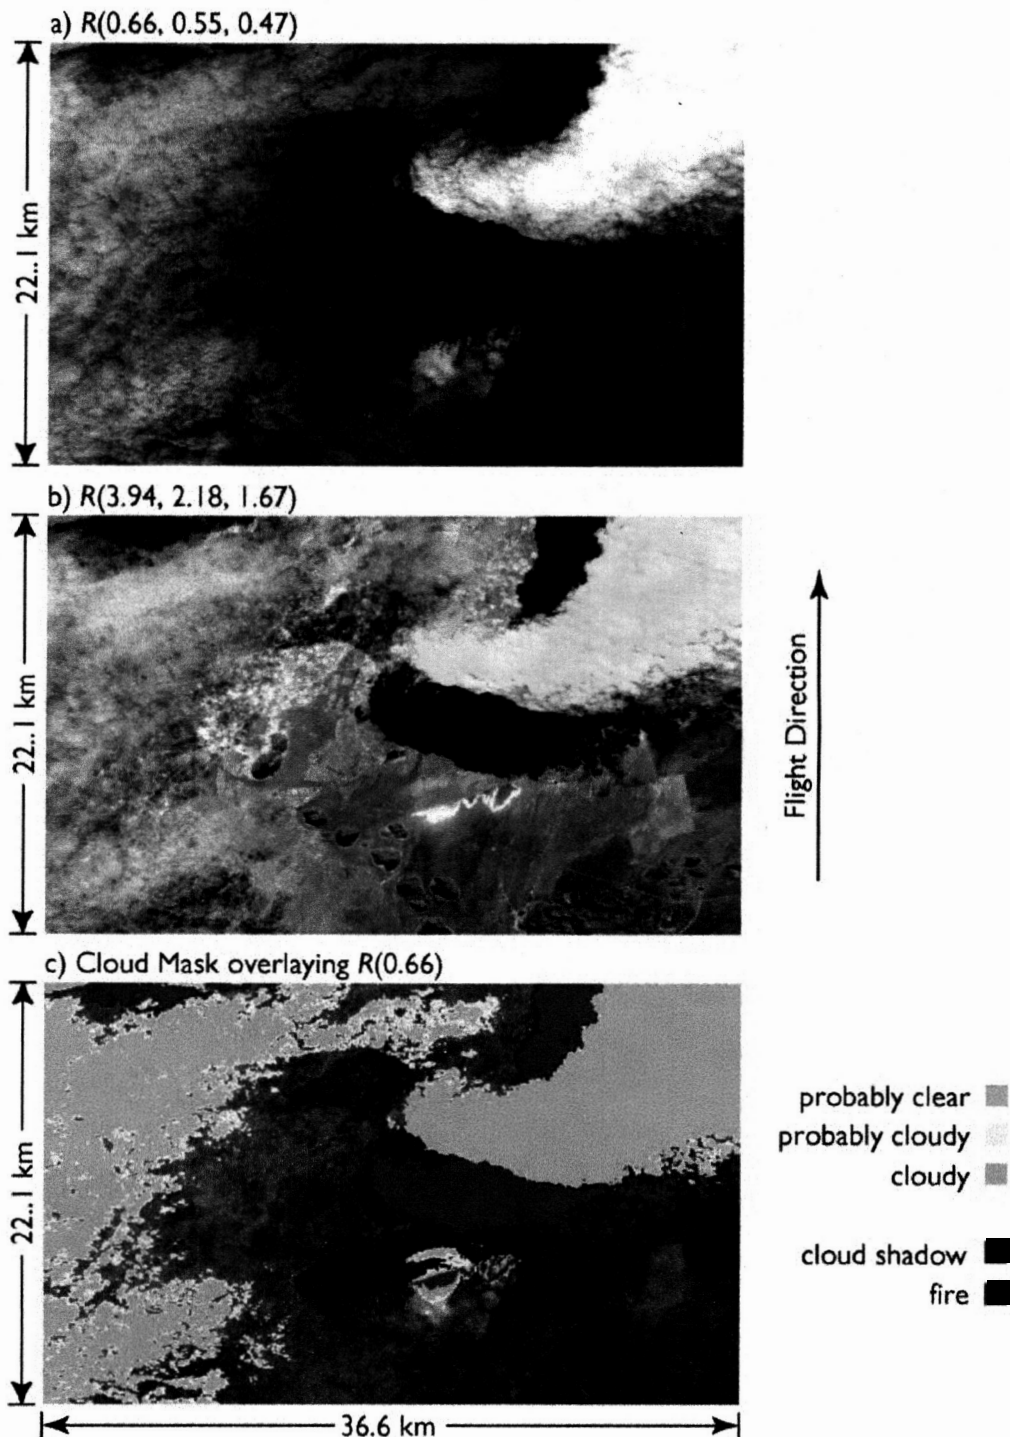 a) R(0.66, 0.55, 0.47)
22..1 km
b) R(3.94, 2.18, 1.67)
22..1 km
Flight Direction
c) Cloud Mask overlaying R(0.66)
22..1 km
probably clear
probably cloudy
cloudy
cloud shadow
fire
36.6 km